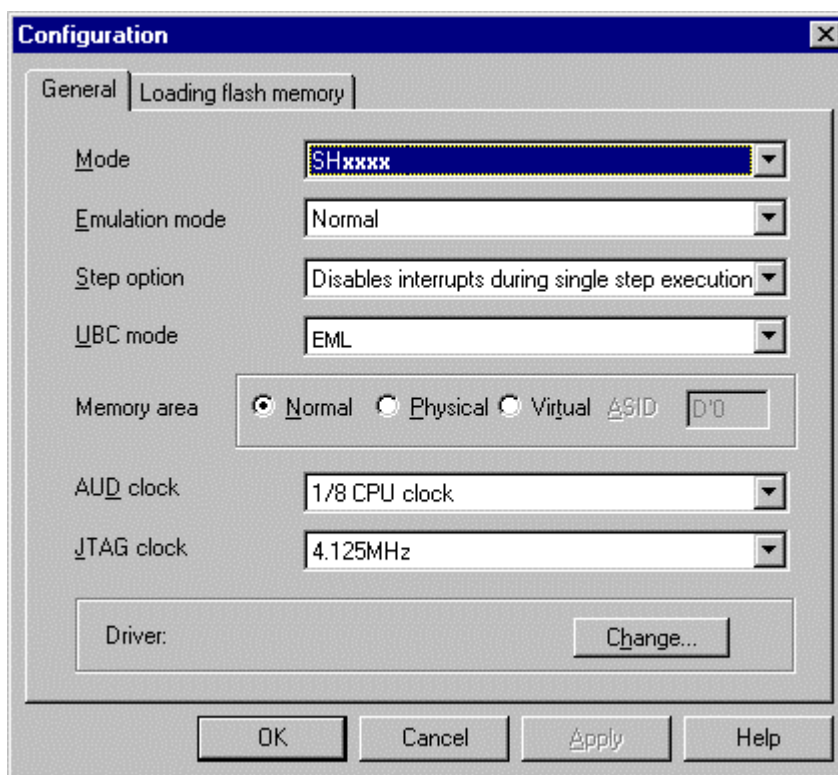 Configuration
General Loading flash memory
Mode SHxxxx
Emulation mode Normal
Step option Disables interrupts during single step execution
UBC mode EML
Memory area Normal Physical Virtual ASID D'0
AUD clock 1/8 CPU clock
JTAG clock 4.125MHz
Driver: Change...
OK Cancel Apply Help